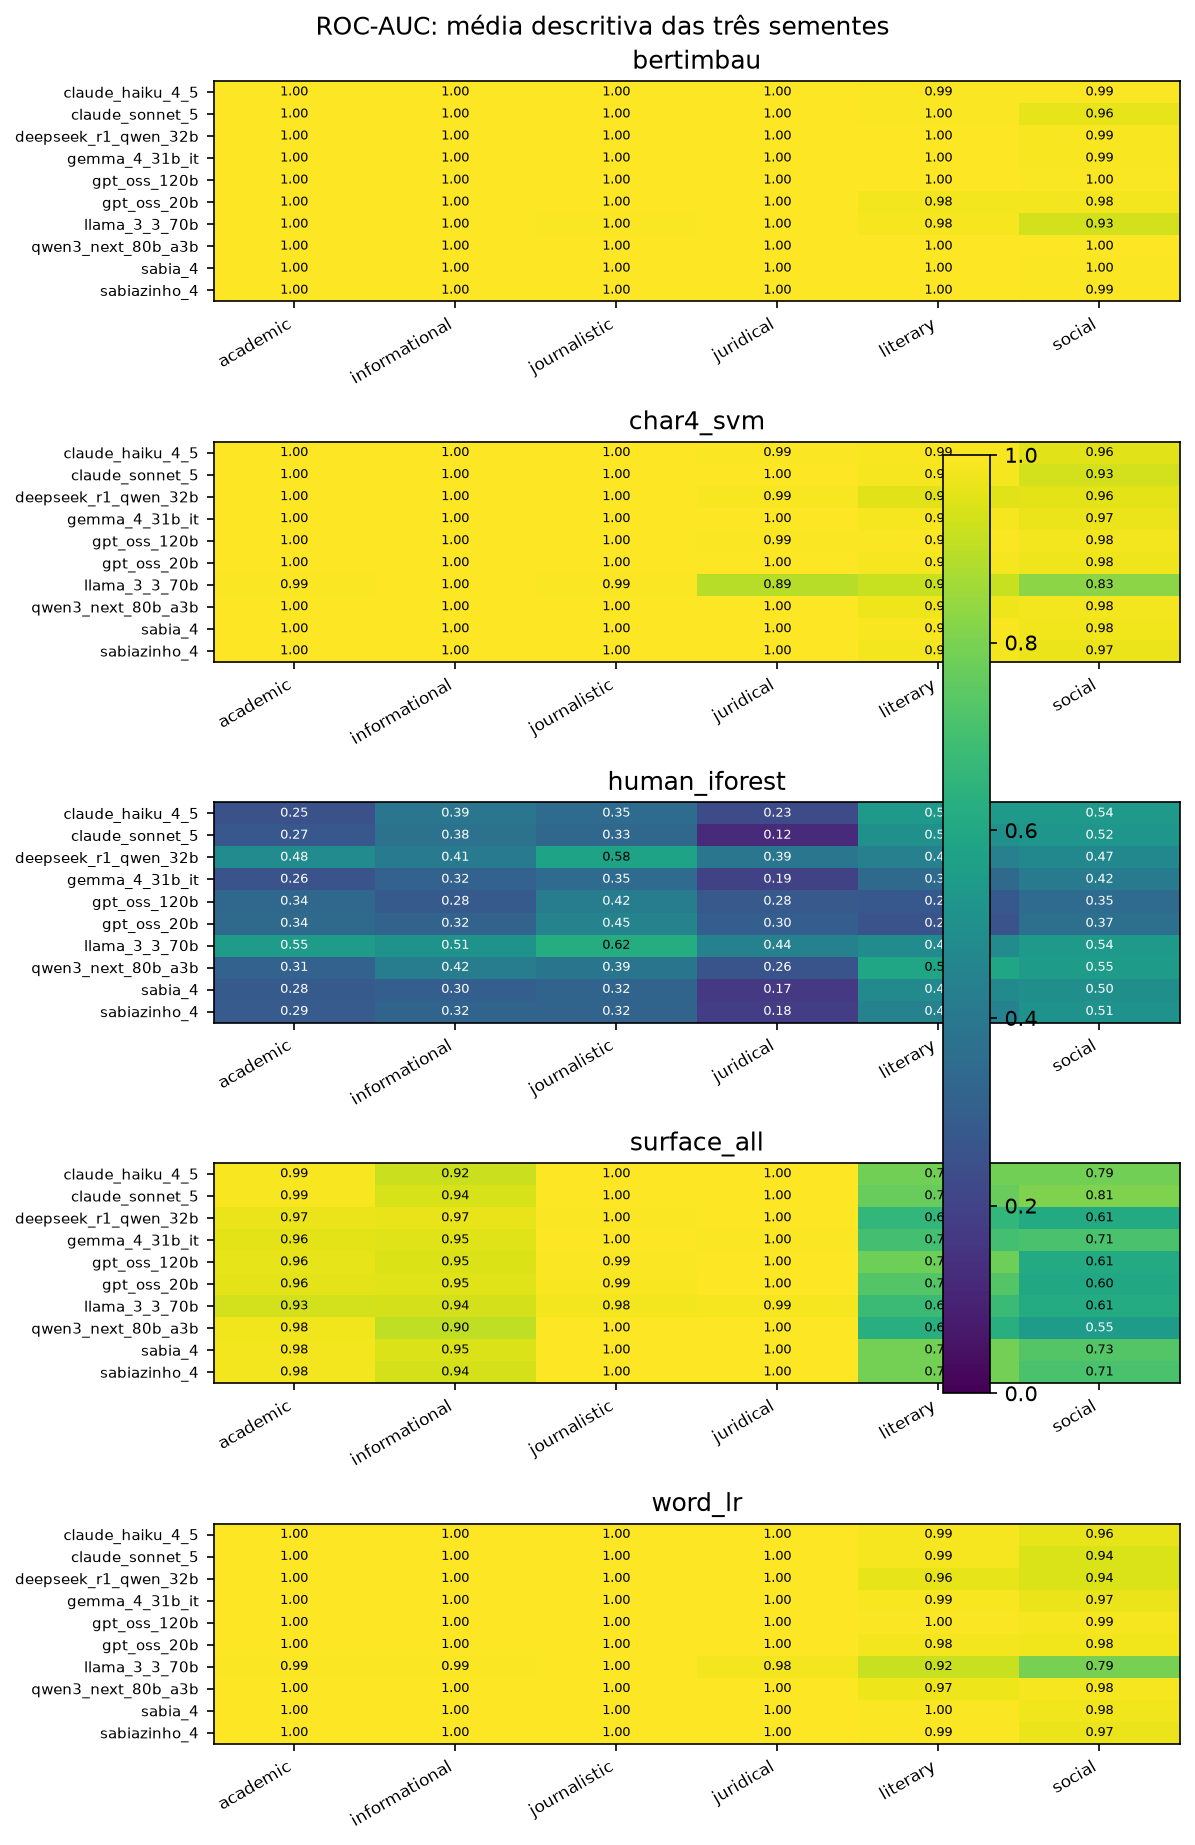 ROC-AUC: média descritiva das três sementes
bertimbau
claude_haiku_4_5 1.00 1.00 1.00 1.00 0.99 0.99
claude_sonnet_5 1.00 1.00 1.00 1.00 1.00 0.96
deepseek_r1_qwen_32b 1.00 1.00 1.00 1.00 1.00 0.99
gemma_4_31b_it 1.00 1.00 1.00 1.00 1.00 0.99
gpt_oss_120b 1.00 1.00 1.00 1.00 1.00 1.00
gpt_oss_20b 1.00 1.00 1.00 1.00 0.98 0.98
llama_3_3_70b 1.00 1.00 1.00 1.00 0.98 0.93
qwen3_next_80b_a3b 1.00 1.00 1.00 1.00 1.00 1.00
sabia_4 1.00 1.00 1.00 1.00 1.00 1.00
sabiazinho_4 1.00 1.00 1.00 1.00 1.00 0.99
academic informational journalistic juridical literary social
char4_svm
claude_haiku_4_5 1.00 1.00 1.00 0.99 0.99 0.96
1.0
claude_sonnet_5 1.00 1.00 1.00 1.00 0.93
deepseek_r1_qwen_32b 1.00 1.00 1.00 0.99 0.96
gemma_4_31b_it 1.00 1.00 1.00 1.00 0.97
gpt_oss_120b 1.00 1.00 1.00 0.99 0.98
gpt_oss_20b 1.00 1.00 1.00 1.00 0.98
llama_3_3_70b 0.99 1.00 0.99 0.89 0.83
qwen3_next_80b_a3b 1.00 1.00 1.00 1.00 0.98
sabia_4 1.00 1.00 1.00 1.00 0.98
0.8
sabiazinho_4 1.00 1.00 1.00 1.00 0.97
academic informational journalistic juridical literary social
human_iforest
claude_haiku_4_5 0.25 0.39 0.35 0.23 0.54
0.6
claude_sonnet_5 0.27 0.38 0.33 0.12 0.52
deepseek_r1_qwen_32b 0.48 0.41 0.58 0.39 0.47
gemma_4_31b_it 0.26 0.32 0.35 0.19 0.42
gpt_oss_120b 0.34 0.28 0.42 0.28 0.35
gpt_oss_20b 0.34 0.32 0.45 0.30 0.37
llama_3_3_70b 0.55 0.51 0.62 0.44 0.54
qwen3_next_80b_a3b 0.31 0.42 0.39 0.26 0.55
sabia_4 0.28 0.30 0.32 0.17 0.50
sabiazinho_4 0.29 0.32 0.32 0.18 0.51
0.4
academic informational journalistic juridical literary social
surface_all
claude_haiku_4_5 0.99 0.92 1.00 1.00 0.79
claude_sonnet_5 0.99 0.94 1.00 1.00 0.81
0.2
deepseek_r1_qwen_32b 0.97 0.97 1.00 1.00 0.61
gemma_4_31b_it 0.96 0.95 1.00 1.00 0.71
gpt_oss_120b 0.96 0.95 0.99 1.00 0.61
gpt_oss_20b 0.96 0.95 0.99 1.00 0.60
llama_3_3_70b 0.93 0.94 0.98 0.99 0.61
qwen3_next_80b_a3b 0.98 0.90 1.00 1.00 0.55
sabia_4 0.98 0.95 1.00 1.00 0.73
sabiazinho_4 0.98 0.94 1.00 1.00 0.71
0.0
academic informational journalistic juridical literary social
word_lr
claude_haiku_4_5 1.00 1.00 1.00 1.00 0.99 0.96
claude_sonnet_5 1.00 1.00 1.00 1.00 0.99 0.94
deepseek_r1_qwen_32b 1.00 1.00 1.00 1.00 0.96 0.94
gemma_4_31b_it 1.00 1.00 1.00 1.00 0.99 0.97
gpt_oss_120b 1.00 1.00 1.00 1.00 1.00 0.99
gpt_oss_20b 1.00 1.00 1.00 1.00 0.98 0.98
llama_3_3_70b 0.99 0.99 1.00 0.98 0.92 0.79
qwen3_next_80b_a3b 1.00 1.00 1.00 1.00 0.97 0.98
sabia_4 1.00 1.00 1.00 1.00 1.00 0.98
sabiazinho_4 1.00 1.00 1.00 1.00 0.99 0.97
academic informational journalistic juridical literary social